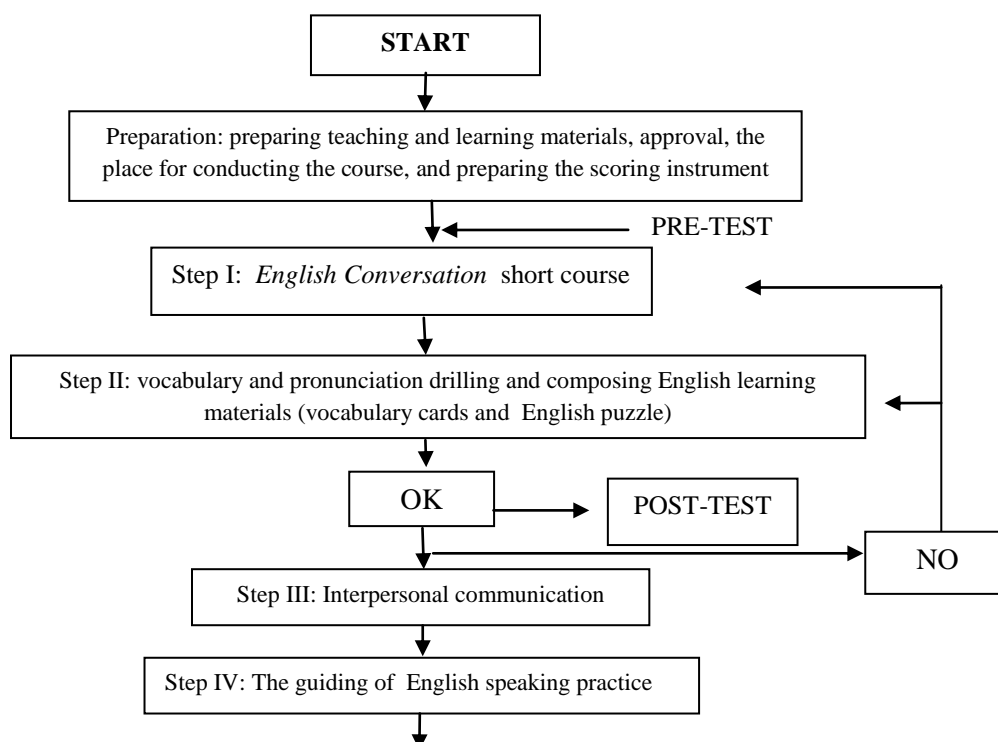 START
Preparation: preparing teaching and learning materials, approval, the
place for conducting the course, and preparing the scoring instrument
PRE-TEST
Step I: English Conversation short course
Step II: vocabulary and pronunciation drilling and composing English learning
materials (vocabulary cards and English puzzle)
OK
POST-TEST
NO
Step III: Interpersonal communication
Step IV: The guiding of English speaking practice